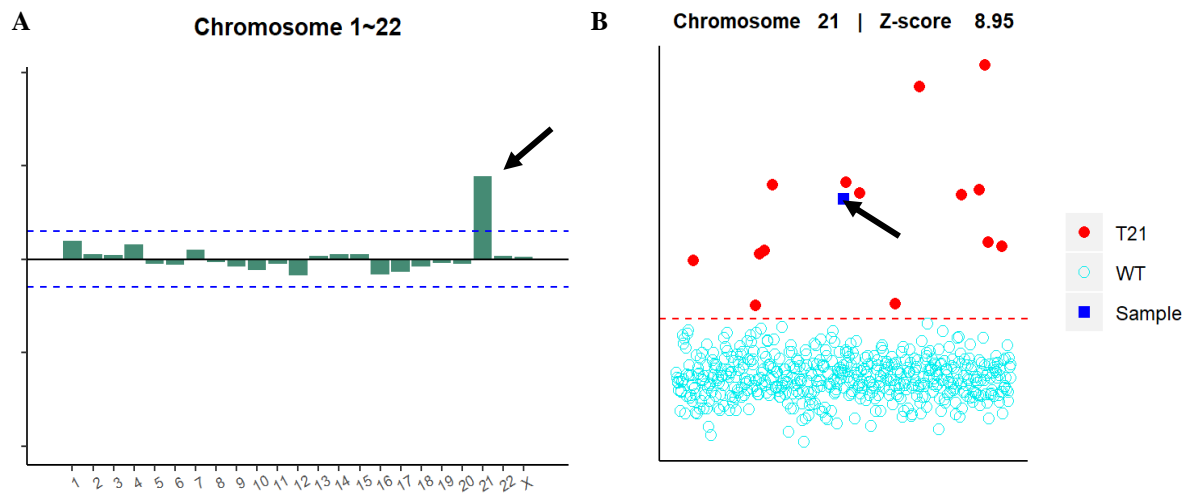 A
Chromosome 1~22
1 2 3 4 5 6 7 8 9 10 11 12 13 14 15 16 17 18 19 20 21 22 X
B
Chromosome 21 | Z-score 8.95
T21
WT
Sample